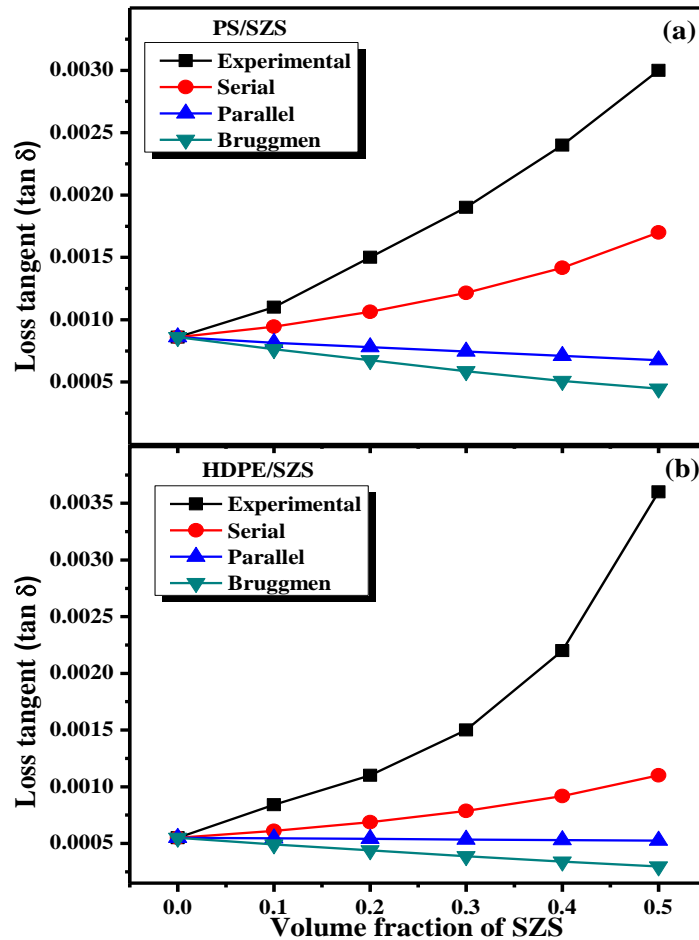 PS/SZS
(a)
Experimental
Serial
Parallel
Bruggmen
0.0030
0.0025
0.0020
0.0015
0.0010
0.0005
Loss tangent (tan δ)
HDPE/SZS
(b)
Experimental
Serial
Parallel
Bruggmen
0.0035
0.0030
0.0025
0.0020
0.0015
0.0010
0.0005
Loss tangent (tan δ)
0.0 0.1 0.2 0.3 0.4 0.5
Volume fraction of SZS